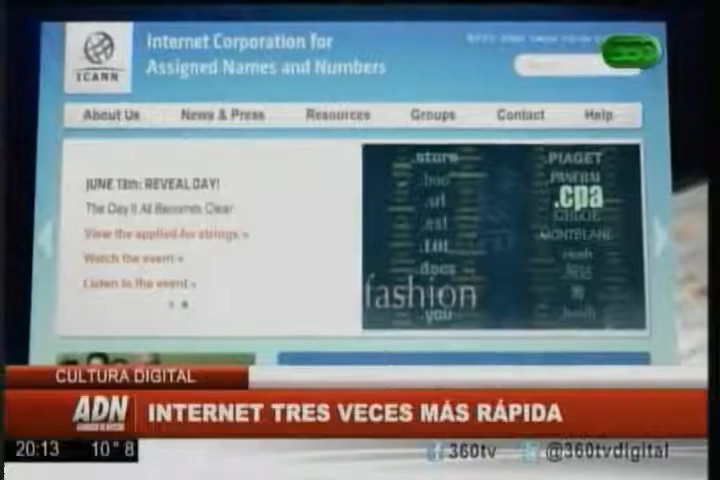 ICANN
Internet Corporation for
Assigned Names and Numbers
About Us
News & Press
Resources
Groups
Contact
Help
JUNE 13th: REVEAL DAY!
The Day It All Becomes Clear
View the applied-for strings »
Watch the event »
Listen to the event »
.store
.docs
fashion
.you
.PIAGET
.cpa
CHLOE
MONTBLANC
CULTURA DIGITAL
ADN
INTERNET TRES VECES MÁS RÁPIDA
20:13
10° 8
360tv
@360tvdigital